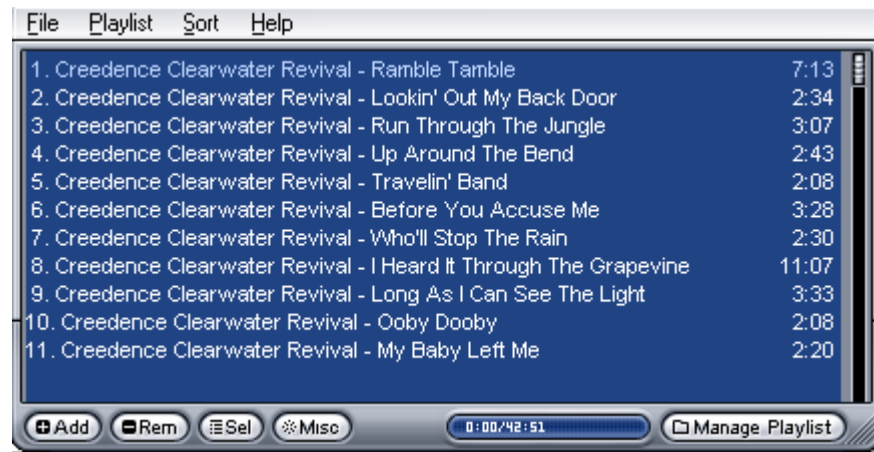 File Playlist Sort Help
1. Creedence Clearwater Revival - Ramble Tamble 7:13
2. Creedence Clearwater Revival - Lookin' Out My Back Door 2:34
3. Creedence Clearwater Revival - Run Through The Jungle 3:07
4. Creedence Clearwater Revival - Up Around The Bend 2:43
5. Creedence Clearwater Revival - Travelin' Band 2:08
6. Creedence Clearwater Revival - Before You Accuse Me 3:28
7. Creedence Clearwater Revival - Who'll Stop The Rain 2:30
8. Creedence Clearwater Revival - I Heard It Through The Grapevine 11:07
9. Creedence Clearwater Revival - Long As I Can See The Light 3:33
10. Creedence Clearwater Revival - Ooby Dooby 2:08
11. Creedence Clearwater Revival - My Baby Left Me 2:20
Add Rem Sel Misc 0:00/42:51 Manage Playlist